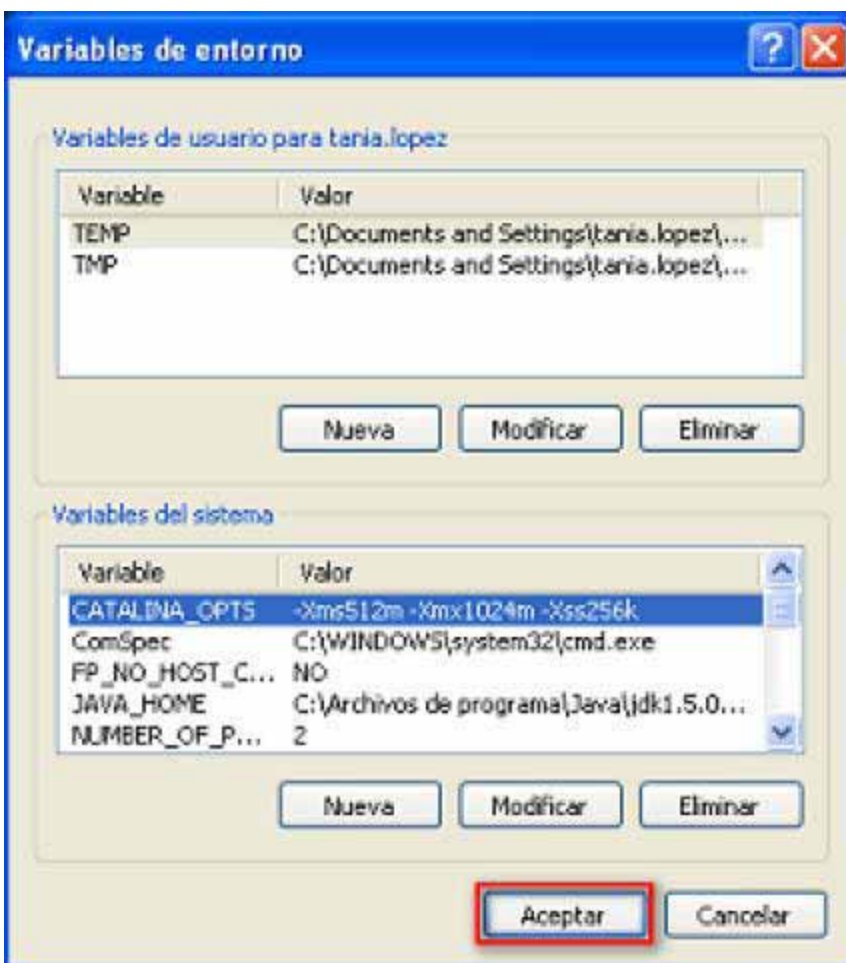 Variables de entorno
Variables de usuario para tania.lopez
Variable Valor
TEMP C:\Documents and Settings\tania.lopez\...
TMP C:\Documents and Settings\tania.lopez\...
Nueva Modificar Eliminar
Variables del sistema
Variable Valor
CATALINA_OPTS -Xms512m -Xmx1024m -Xss256k
ComSpec C:\WINDOWS\system32\cmd.exe
FP_NO_HOST_C... NO
JAVA_HOME C:\Archivos de programa\Java\jdk1.5.0...
NUMBER_OF_P... 2
Nueva Modificar Eliminar
Aceptar Cancelar